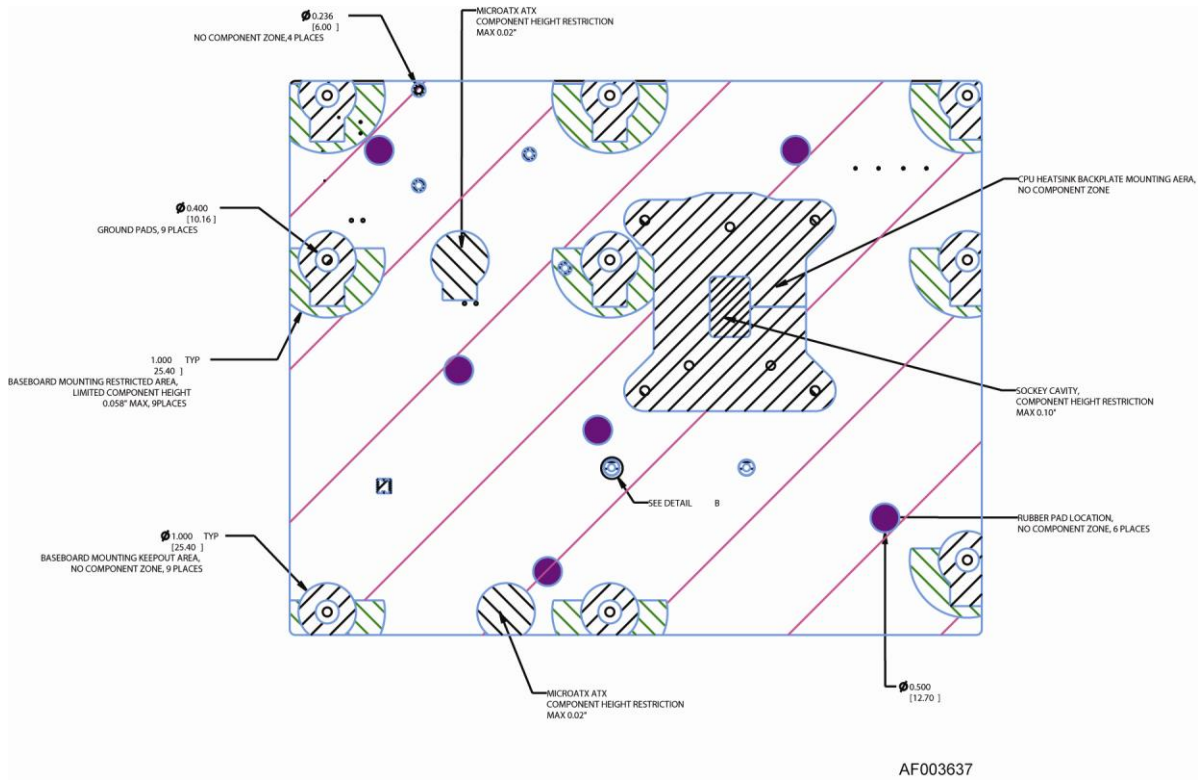 Ø 0.236
[6.00 ]
NO COMPONENT ZONE,4 PLACES
MICROATX ATX
COMPONENT HEIGHT RESTRICTION
MAX 0.02"
CPU HEATSINK BACKPLATE MOUNTING AERA,
NO COMPONENT ZONE
Ø 0.400
[10.16 ]
GROUND PADS, 9 PLACES
1.000 TYP
25.40 ]
BASEBOARD MOUNTING RESTRICTED AREA,
LIMITED COMPONENT HEIGHT
0.058" MAX, 9PLACES
SOCKEY CAVITY,
COMPONENT HEIGHT RESTRICTION
MAX 0.10"
SEE DETAIL B
RUBBER PAD LOCATION,
NO COMPONENT ZONE, 6 PLACES
Ø 1.000 TYP
[25.40 ]
BASEBOARD MOUNTING KEEPOUT AREA,
NO COMPONENT ZONE, 9 PLACES
Ø 0.500
[12.70 ]
MICROATX ATX
COMPONENT HEIGHT RESTRICTION
MAX 0.02"
AF003637